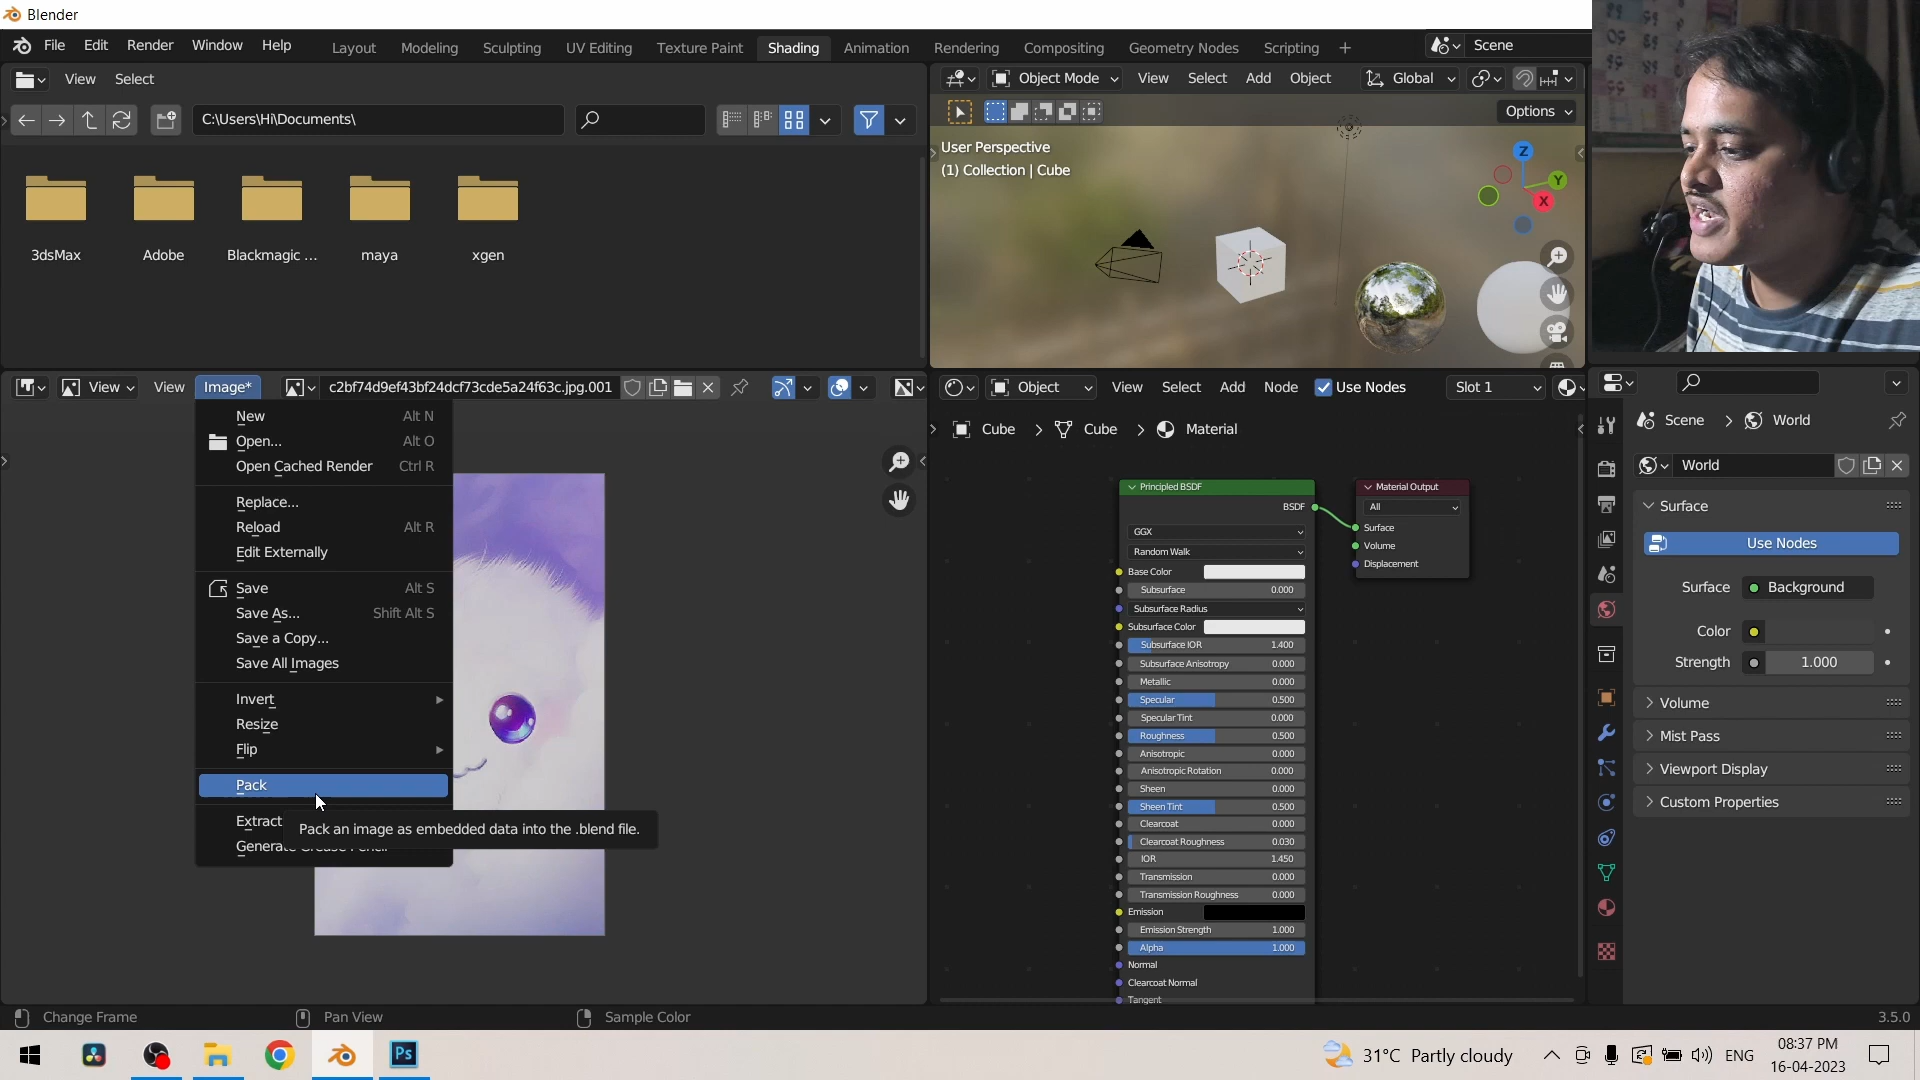 Blender
File Edit Render Window Help
Layout Modeling Sculpting UV Editing Texture Paint Shading Animation Rendering Compositing Geometry Nodes Scripting +
Scene
View Select
Object Mode View Select Add Object Global
C:\Users\Hi\Documents\
Options
User Perspective
(1) Collection | Cube
Z
Y
X
3dsMax Adobe Blackmagic ... maya xgen
View View Image* c2bf74d9ef43bf24dcf73cde5a24f63c.jpg.001
Object View Select Add Node Use Nodes Slot 1
New Alt N
Open... Alt O
Open Cached Render Ctrl R
Replace...
Reload Alt R
Edit Externally
Save Alt S
Save As... Shift Alt S
Save a Copy...
Save All Images
Invert
Resize
Flip
Pack
Extract
Pack an image as embedded data into the .blend file.
Generate Grease Pencil
Cube > Cube > Material
Principled BSDF
BSDF
GGX
Random Walk
Base Color
Subsurface 0.000
Subsurface Radius
Subsurface Color
Subsurface IOR 1.400
Subsurface Anisotropy 0.000
Metallic 0.000
Specular 0.500
Specular Tint 0.000
Roughness 0.500
Anisotropic 0.000
Anisotropic Rotation 0.000
Sheen 0.000
Sheen Tint 0.500
Clearcoat 0.000
Clearcoat Roughness 0.030
IOR 1.450
Transmission 0.000
Transmission Roughness 0.000
Emission
Emission Strength 1.000
Alpha 1.000
Normal
Clearcoat Normal
Tangent
Material Output
All
Surface
Volume
Displacement
Scene > World
World
Surface
Use Nodes
Surface Background
Color
Strength 1.000
Volume
Mist Pass
Viewport Display
Custom Properties
Change Frame Pan View Sample Color 3.5.0
Ps
31°C Partly cloudy
ENG
08:37 PM
16-04-2023